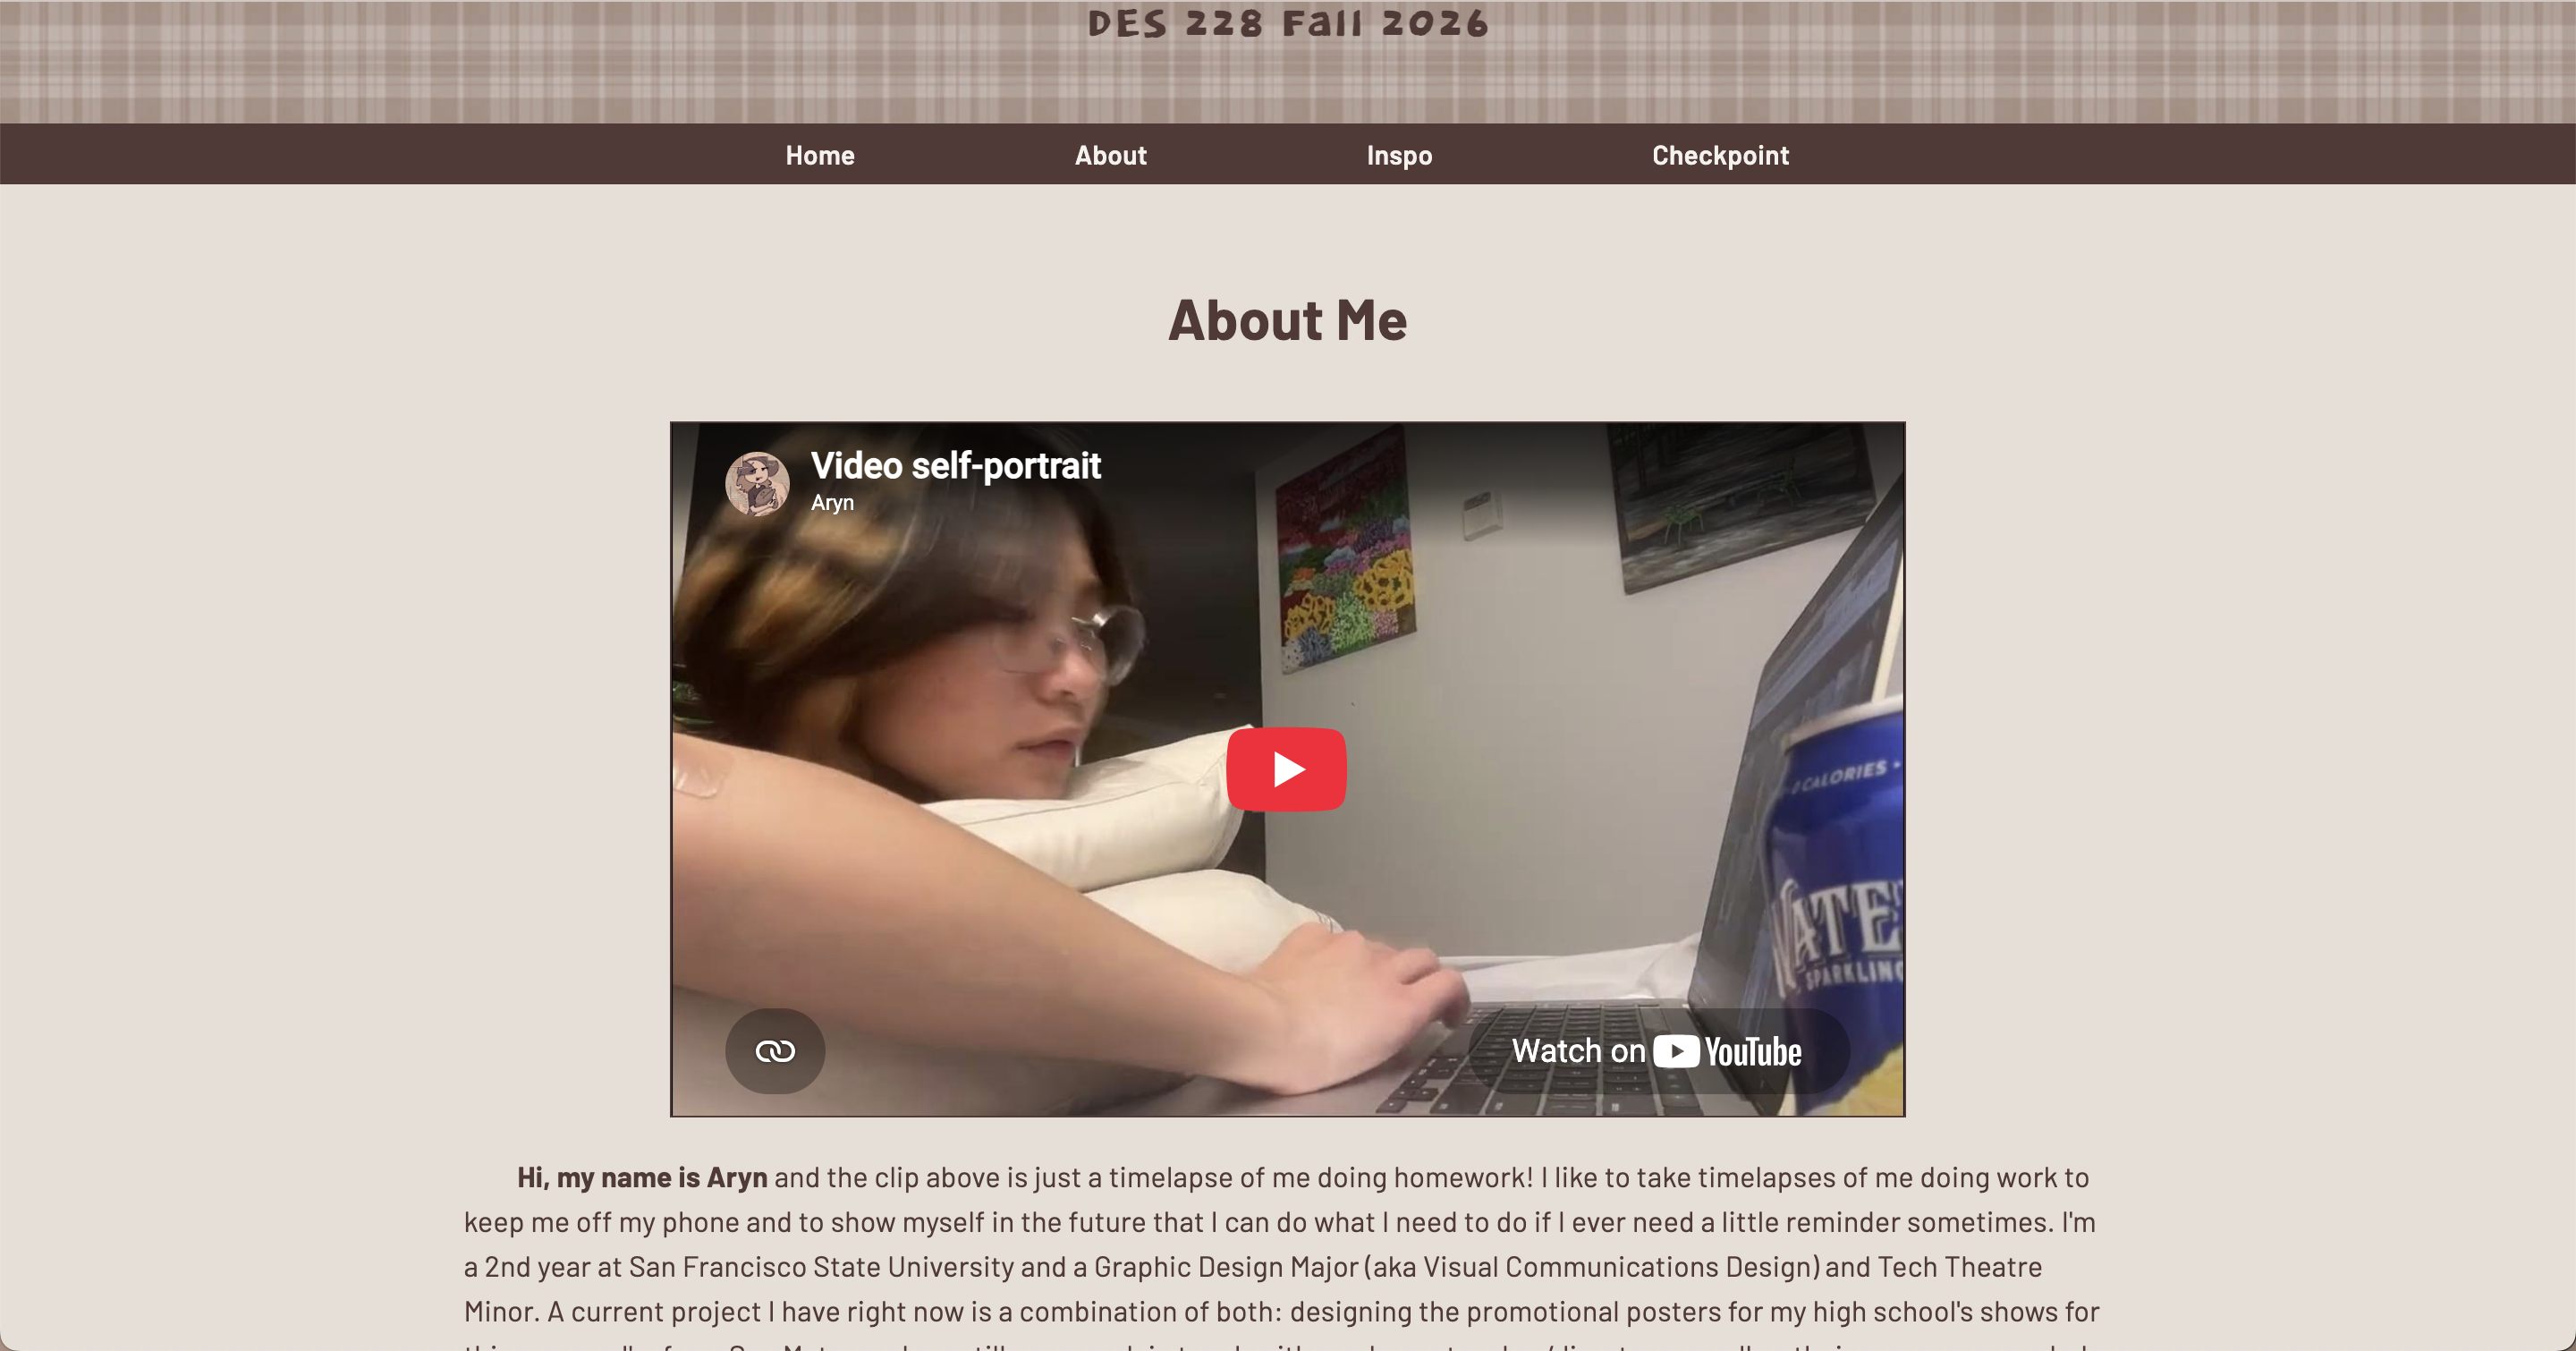 DES 228 Fall 2026
Home About Inspo Checkpoint
About Me
Video self-portrait
Aryn
CALORIES •
WATE
SPARKLING
Watch on YouTube
Hi, my name is Aryn and the clip above is just a timelapse of me doing homework! I like to take timelapses of me doing work to
keep me off my phone and to show myself in the future that I can do what I need to do if I ever need a little reminder sometimes. I'm
a 2nd year at San Francisco State University and a Graphic Design Major (aka Visual Communications Design) and Tech Theatre
Minor. A current project I have right now is a combination of both: designing the promotional posters for my high school's shows for